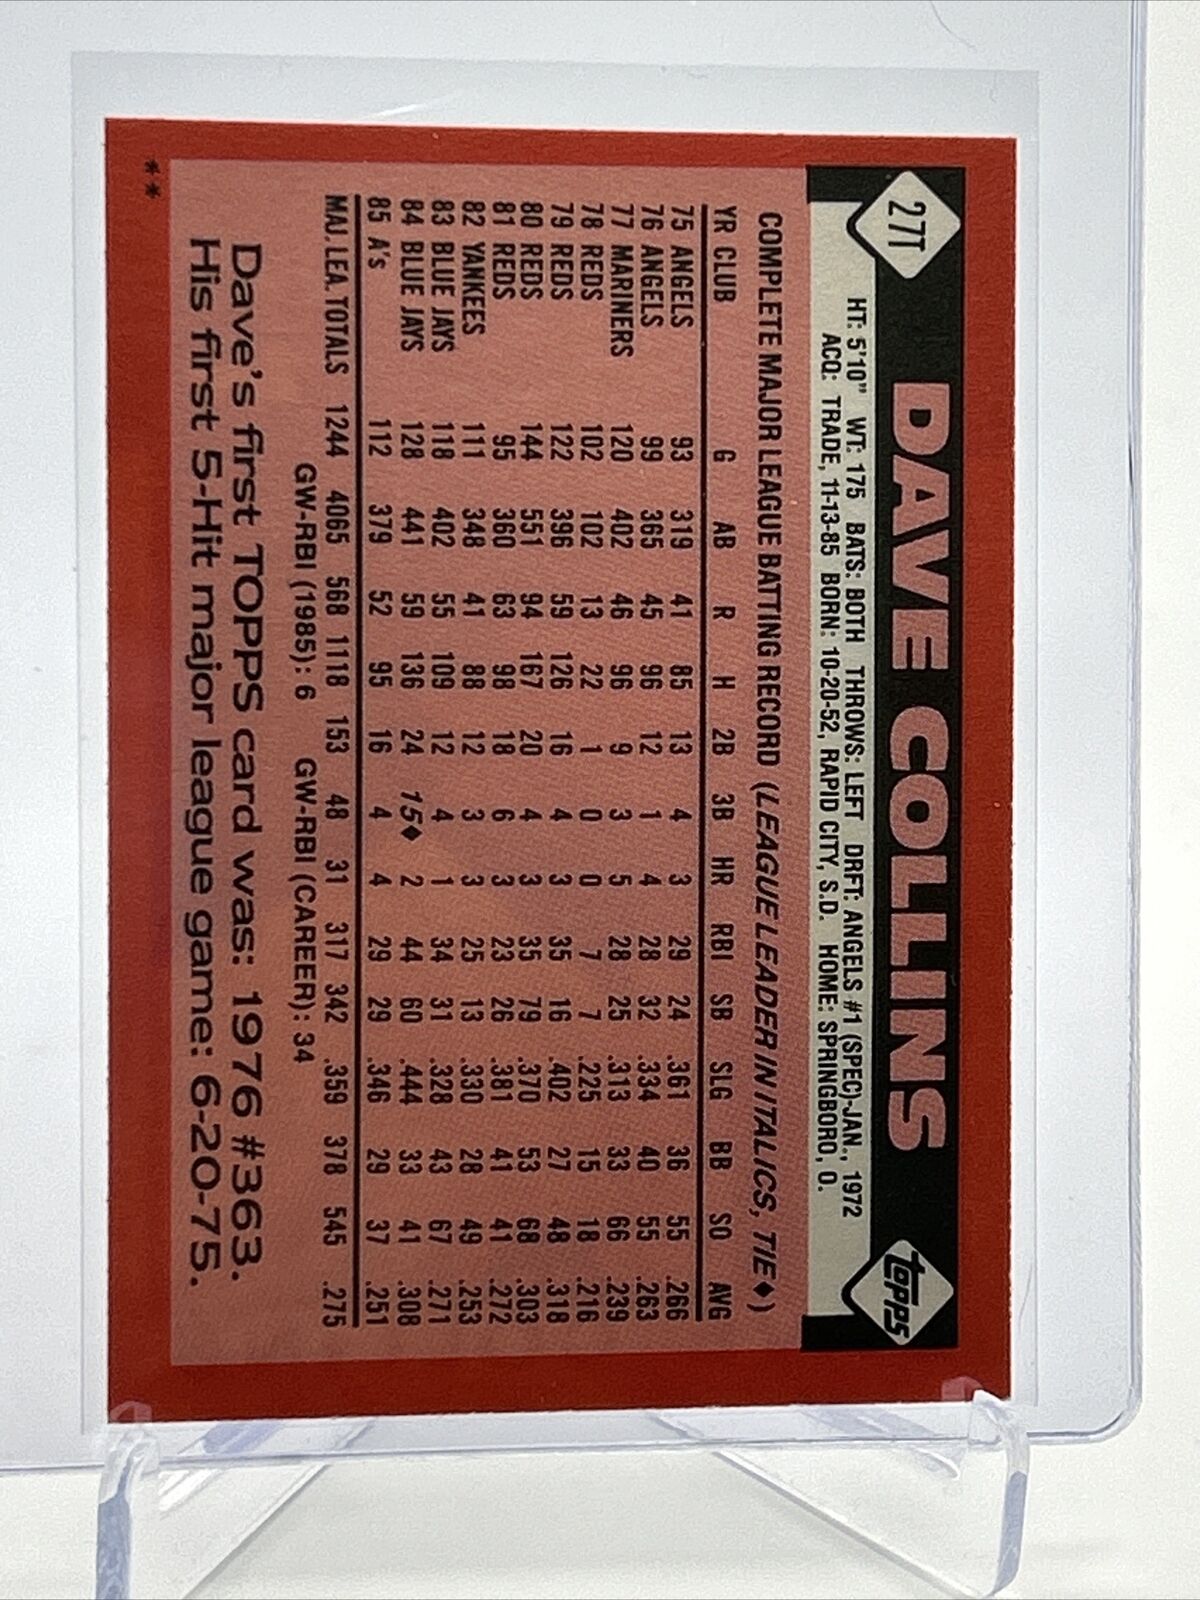 27T
DAVE COLLINS
topps
HT: 5'10" WT: 175 BATS: BOTH THROWS: LEFT DRFT: ANGELS #1 (SPEC)-JAN., 1972
ACQ: TRADE, 11-13-85 BORN: 10-20-52, RAPID CITY, S.D. HOME: SPRINGBORO, O.
COMPLETE MAJOR LEAGUE BATTING RECORD (LEAGUE LEADER IN ITALICS, TIE♦)
YR CLUB G AB R H 2B 3B HR RBI SB SLG BB SO AVG
75 ANGELS 93 319 41 85 13 4 3 29 24 .361 36 55 .266
76 ANGELS 99 365 45 96 12 1 4 28 32 .334 40 55 .263
77 MARINERS 120 402 46 96 9 3 5 28 25 .313 33 66 .239
78 REDS 102 102 13 22 1 0 0 7 7 .225 15 18 .216
79 REDS 122 396 59 126 16 4 3 35 16 .402 27 48 .318
80 REDS 144 551 94 167 20 4 3 35 79 .370 53 68 .303
81 REDS 95 360 63 98 18 6 3 23 26 .381 41 41 .272
82 YANKEES 111 348 41 88 12 3 3 25 13 .330 28 49 .253
83 BLUE JAYS 118 402 55 109 12 4 1 34 31 .328 43 67 .271
84 BLUE JAYS 128 441 59 136 24 15♦ 2 44 60 .444 33 41 .308
85 A's 112 379 52 95 16 4 4 29 29 .346 29 37 .251
MAJ. LEA. TOTALS 1244 4065 568 1118 153 48 31 317 342 .359 378 545 .275
GW-RBI (1985): 6 GW-RBI (CAREER): 34
Dave's first TOPPS card was: 1976 #363.
His first 5-Hit major league game: 6-20-75.
**